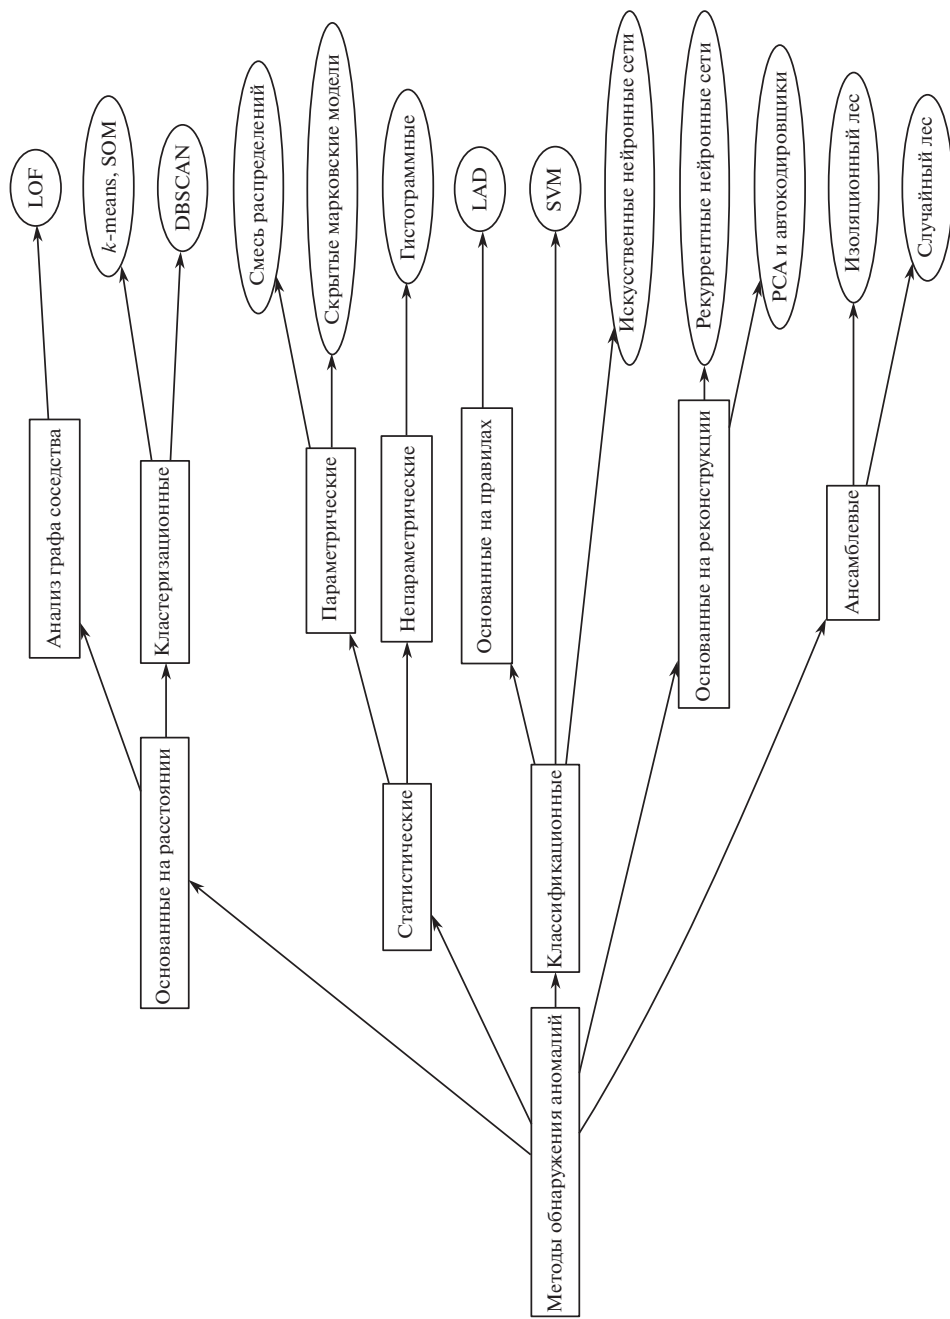 LOF
k-means, SOM
DBSCAN
Смесь распределений
Скрытые марковские модели
Гистограммные
LAD
SVM
Искусственные нейронные сети
Рекуррентные нейронные сети
PCA и автокодировщики
Изоляционный лес
Случайный лес
Анализ графа соседства
Кластеризационные
Параметрические
Непараметрические
Основанные на правилах
Основанные на реконструкции
Ансамблевые
Основанные на расстоянии
Статистические
Классификационные
Методы обнаружения аномалий